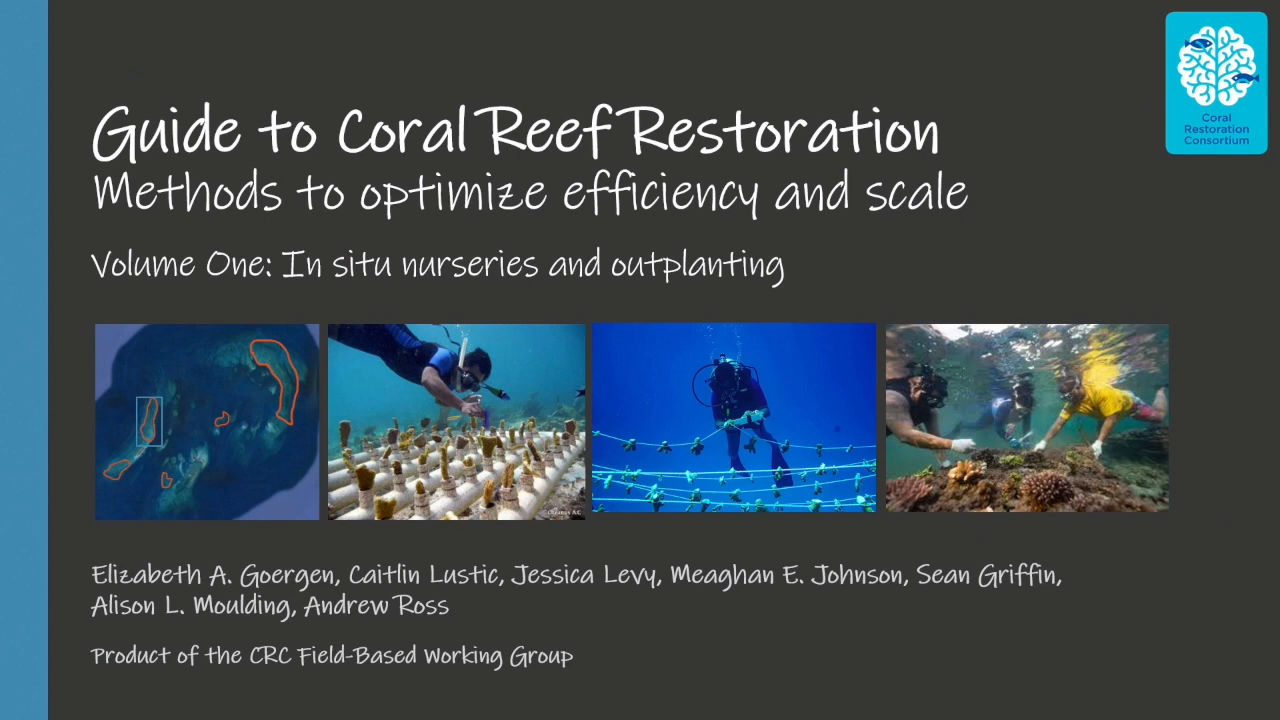 Coral
Restoration
Consortium
Guide to Coral Reef Restoration
Methods to optimize efficiency and scale
Volume One: In situ nurseries and outplanting
Oceanus A.C
Elizabeth A. Goergen, Caitlin Lustic, Jessica Levy, Meaghan E. Johnson, Sean Griffin,
Alison L. Moulding, Andrew Ross
Product of the CRC Field-Based Working Group